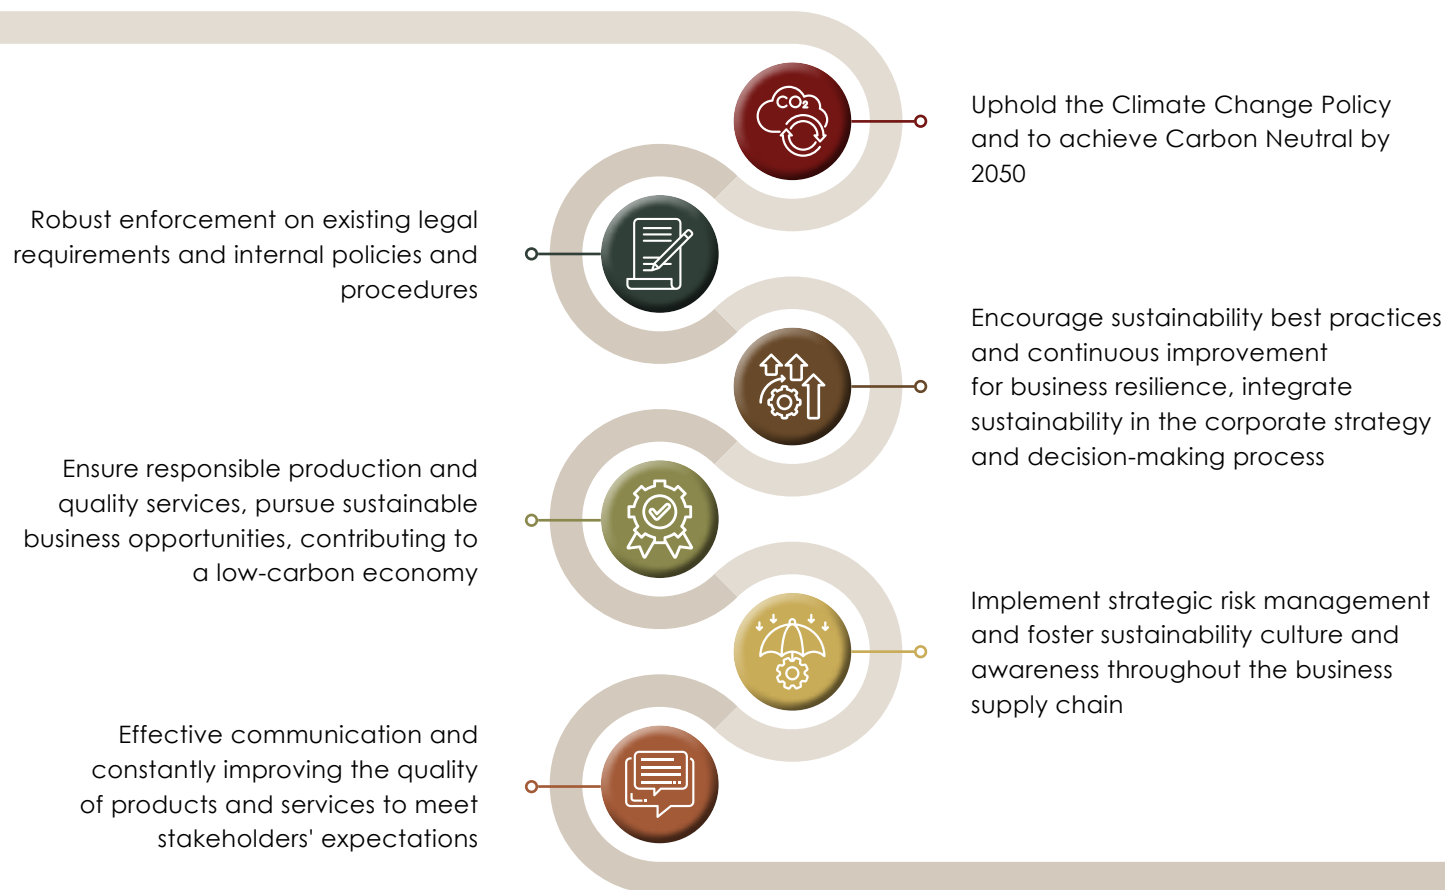 CO₂
Uphold the Climate Change Policy
and to achieve Carbon Neutral by
2050
Robust enforcement on existing legal
requirements and internal policies and
procedures
Encourage sustainability best practices
and continuous improvement
for business resilience, integrate
sustainability in the corporate strategy
and decision-making process
Ensure responsible production and
quality services, pursue sustainable
business opportunities, contributing to
a low-carbon economy
Implement strategic risk management
and foster sustainability culture and
awareness throughout the business
supply chain
Effective communication and
constantly improving the quality
of products and services to meet
stakeholders' expectations